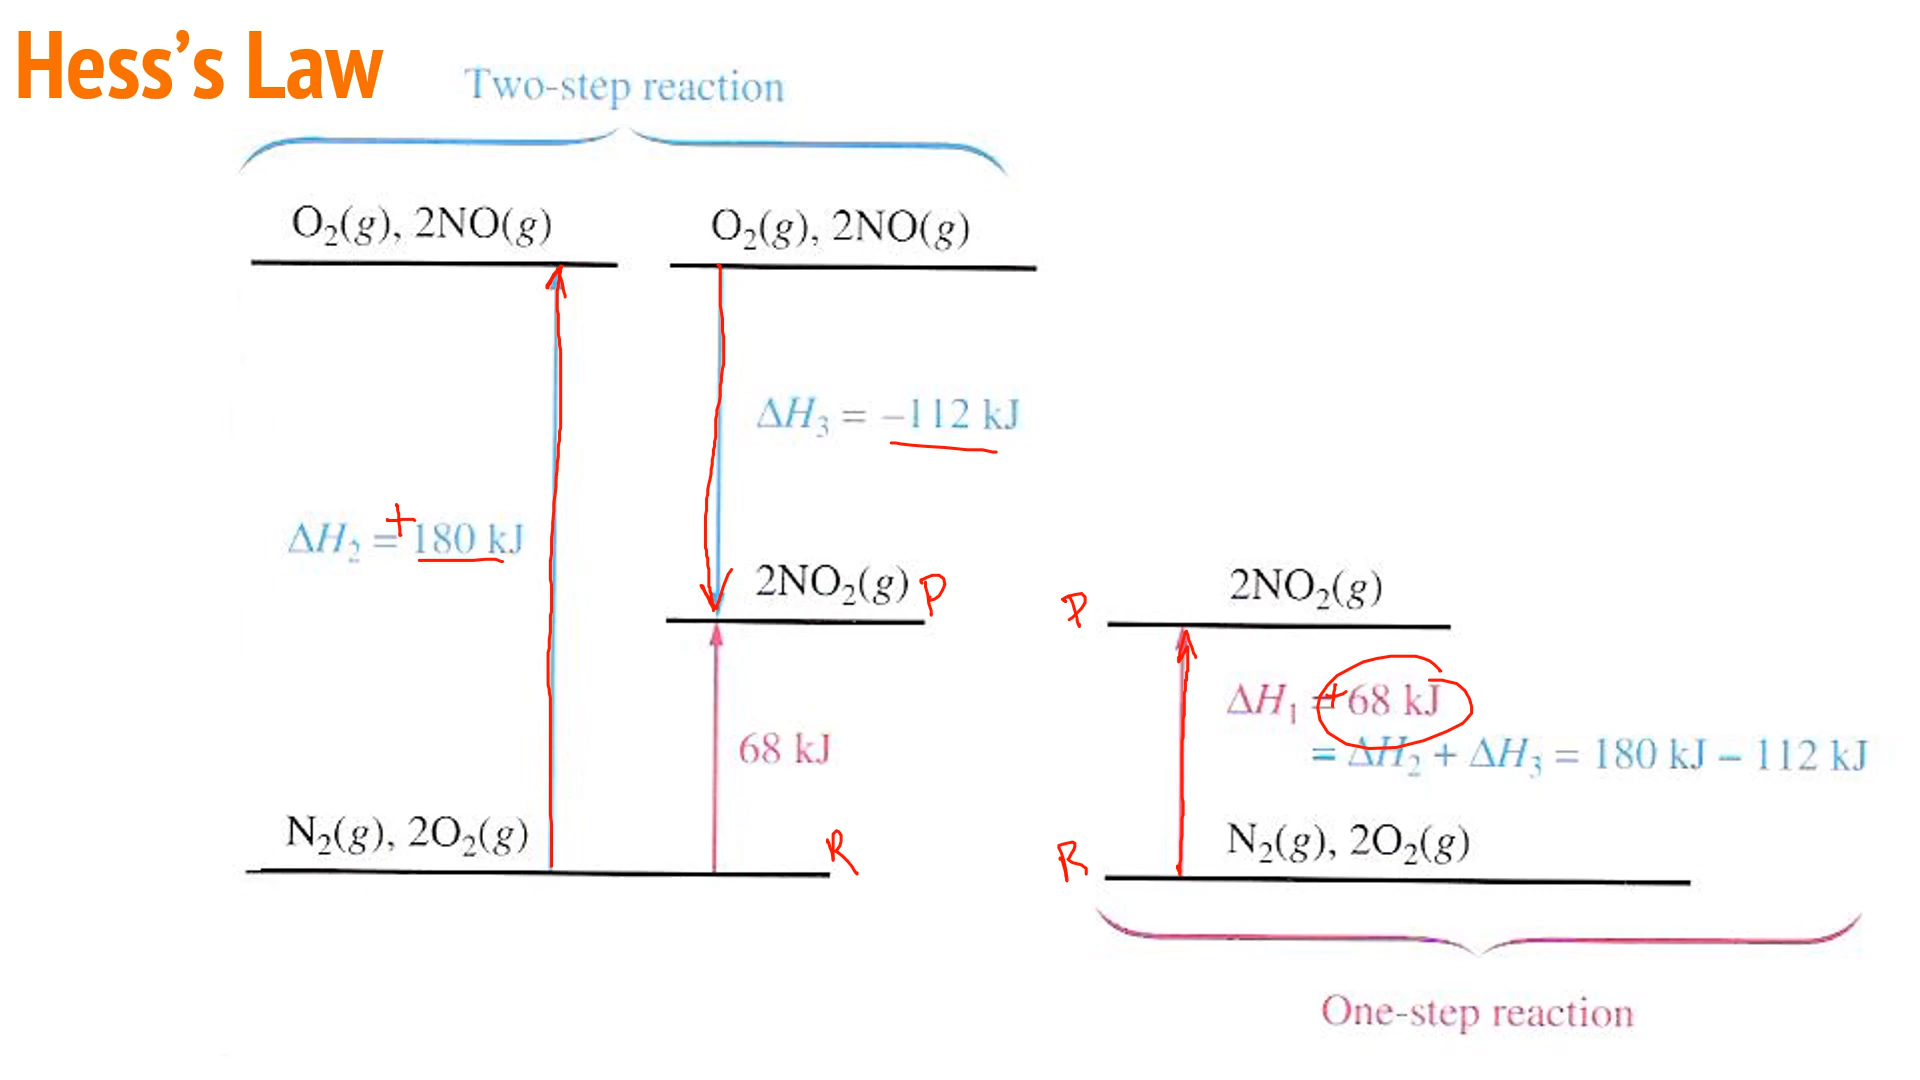 Hess's Law
Two-step reaction
O₂(g), 2NO(g)
O₂(g), 2NO(g)
ΔH₃ = –112 kJ
ΔH₂ = +180 kJ
2NO₂(g) P
68 kJ
N₂(g), 2O₂(g)
R
P
2NO₂(g)
ΔH₁ = +68 kJ
= ΔH₂ + ΔH₃ = 180 kJ – 112 kJ
R
N₂(g), 2O₂(g)
One-step reaction